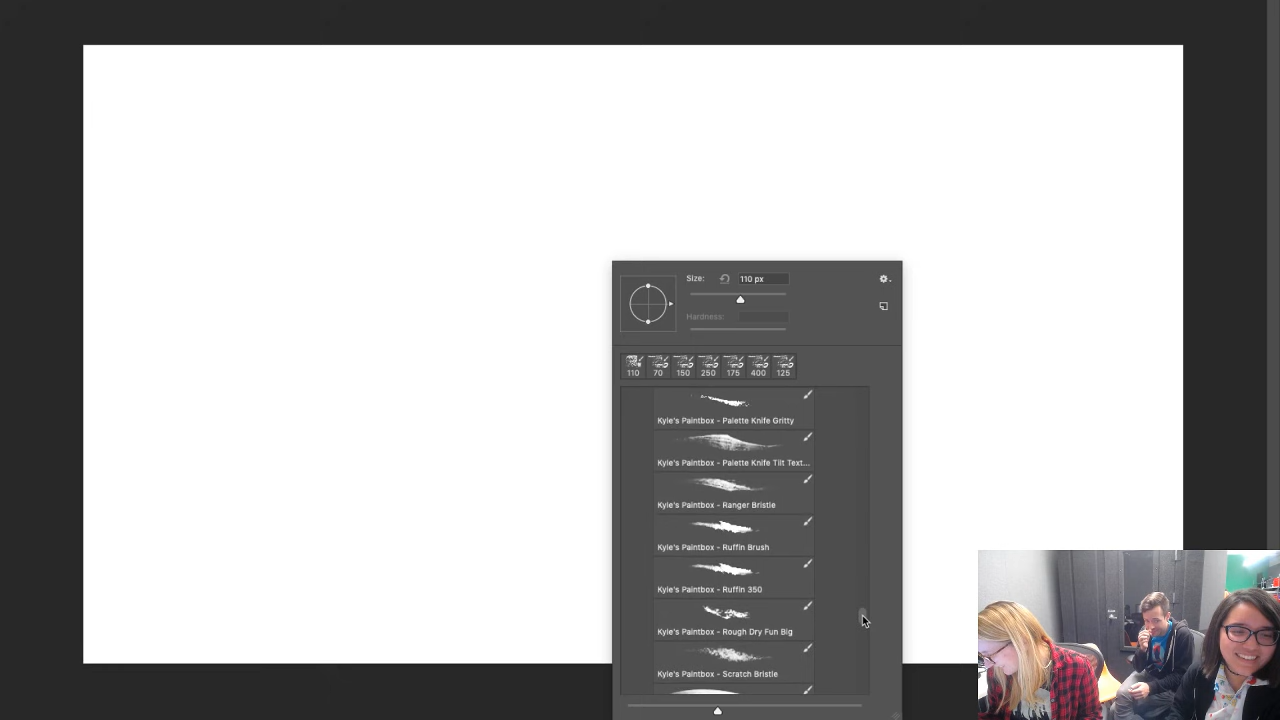 Size:
110 px
Hardness:
110 70 150 250 175 400 125
Kyle's Paintbox - Palette Knife Gritty
Kyle's Paintbox - Palette Knife Tilt Text...
Kyle's Paintbox - Ranger Bristle
Kyle's Paintbox - Ruffin Brush
Kyle's Paintbox - Ruffin 350
Kyle's Paintbox - Rough Dry Fun Big
Kyle's Paintbox - Scratch Bristle